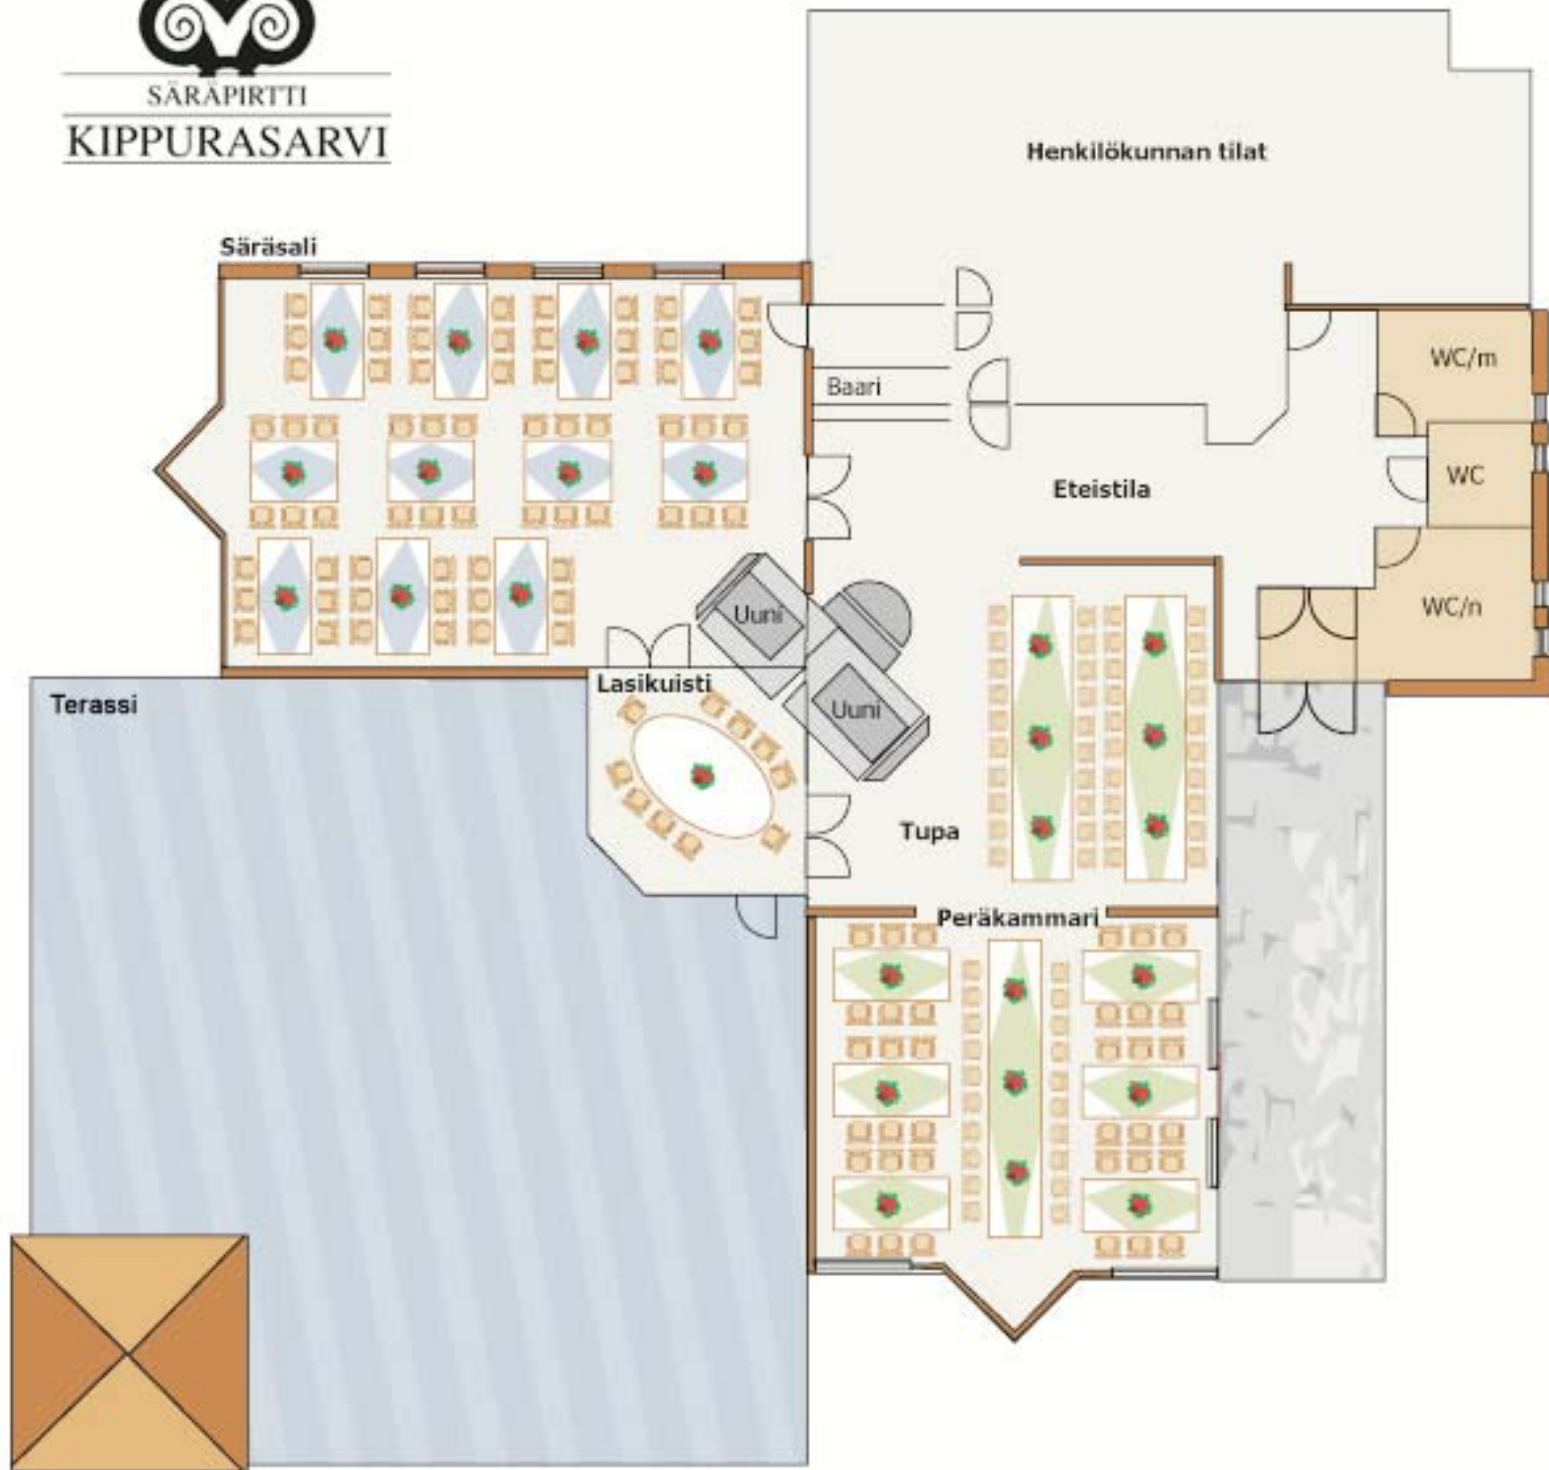 SÄRÄPIRTTI
KIPPURASARVI
Henkilökunnan tilat
Säräsali
WC/m
Baari
WC
Eteistila
WC/n
Uuni
Lasikuisti
Terassi
Uuni
Tupa
Peräkammari